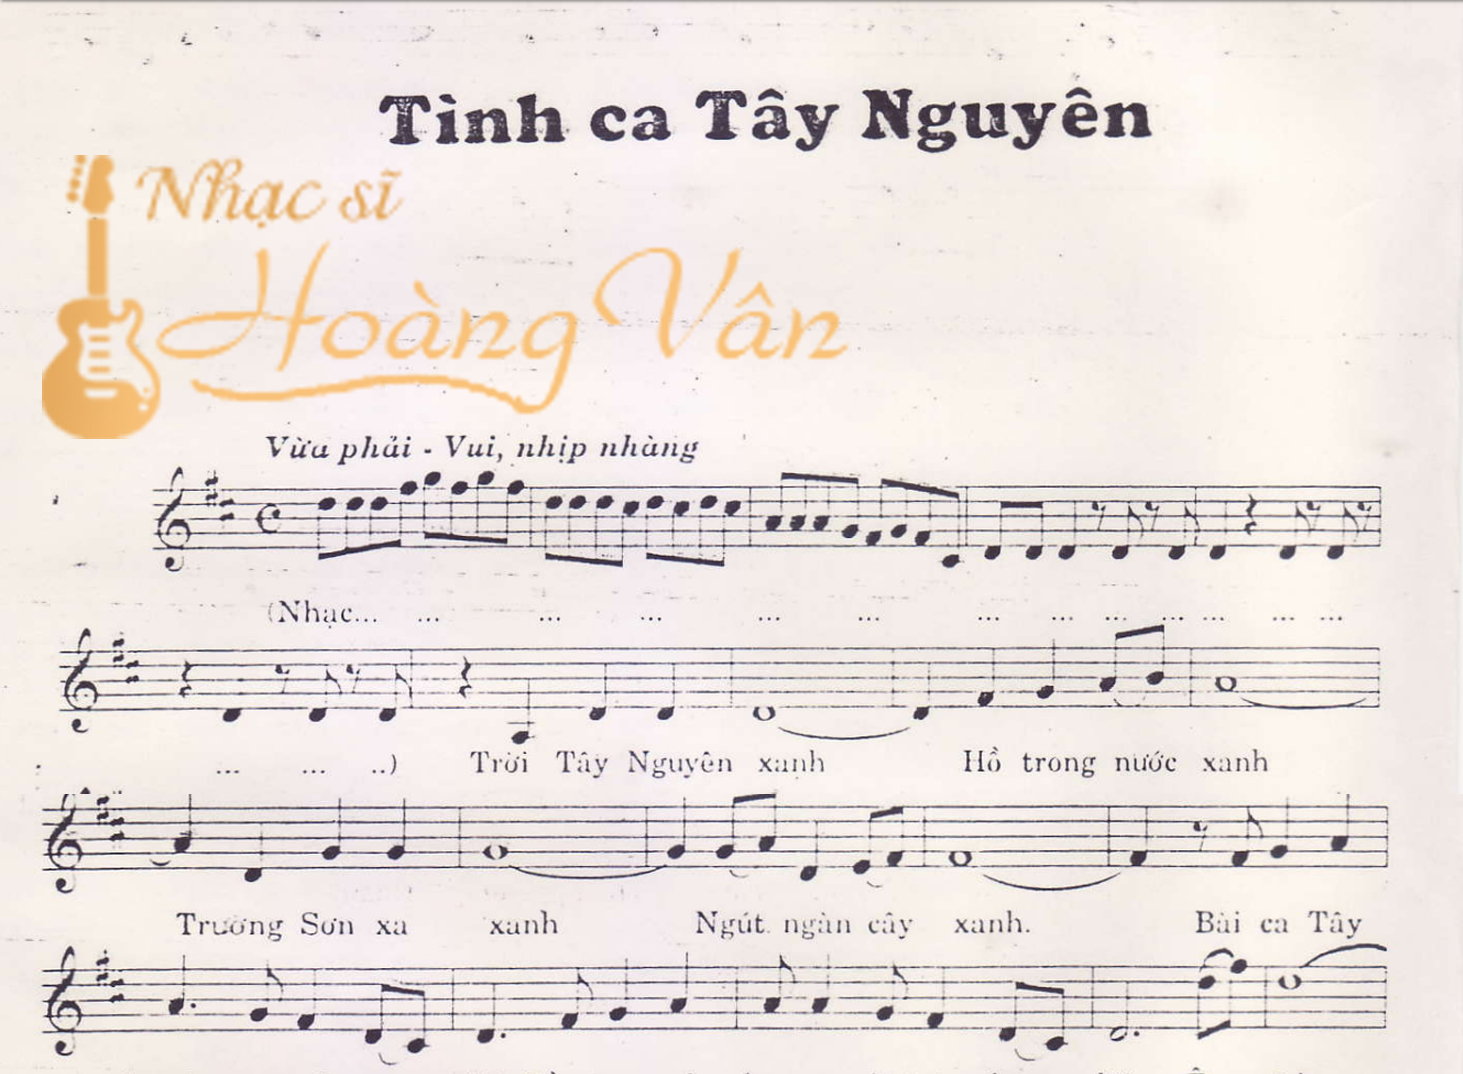 Tình ca Tây Nguyên
Nhạc sĩ
Hoàng Vân
Vừa phải - Vui, nhịp nhàng
(Nhạc... ... ... ... ... ... ... ... ... ... ... ...
... ... ..) Trời Tây Nguyên xanh Hồ trong nước xanh
Trường Sơn xa xanh Ngút ngàn cây xanh. Bài ca Tây